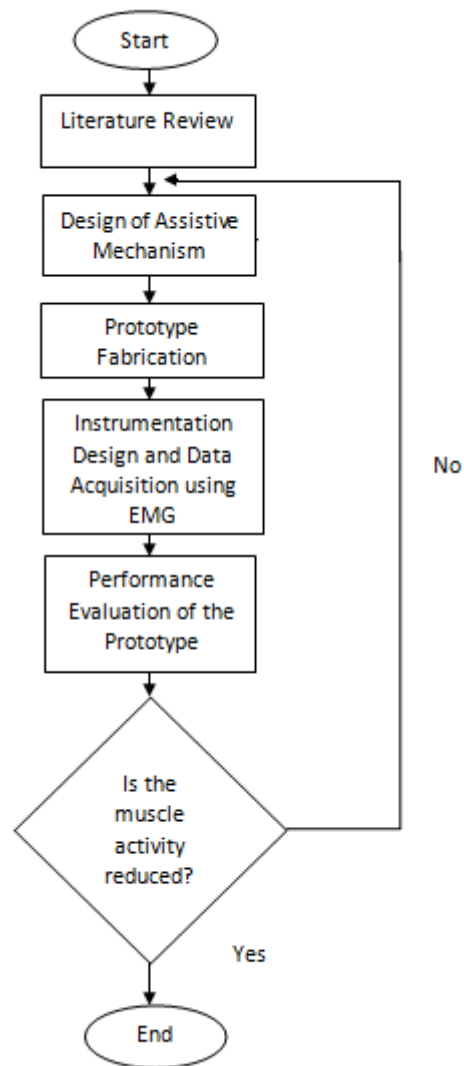 Start
Literature Review
Design of Assistive
Mechanism
Prototype
Fabrication
Instrumentation
Design and Data
Acquisition using
EMG
No
Performance
Evaluation of the
Prototype
Is the
muscle
activity
reduced?
Yes
End